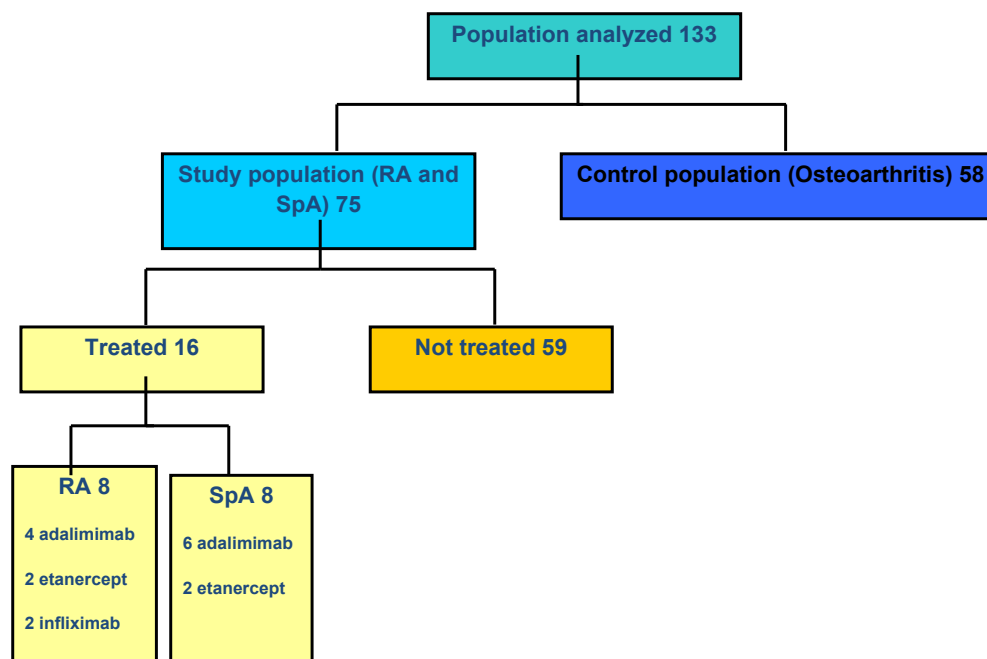 Population analyzed 133
Study population (RA and
SpA) 75
Control population (Osteoarthritis) 58
Treated 16
Not treated 59
RA 8
4 adalimimab
2 etanercept
2 infliximab
SpA 8
6 adalimimab
2 etanercept